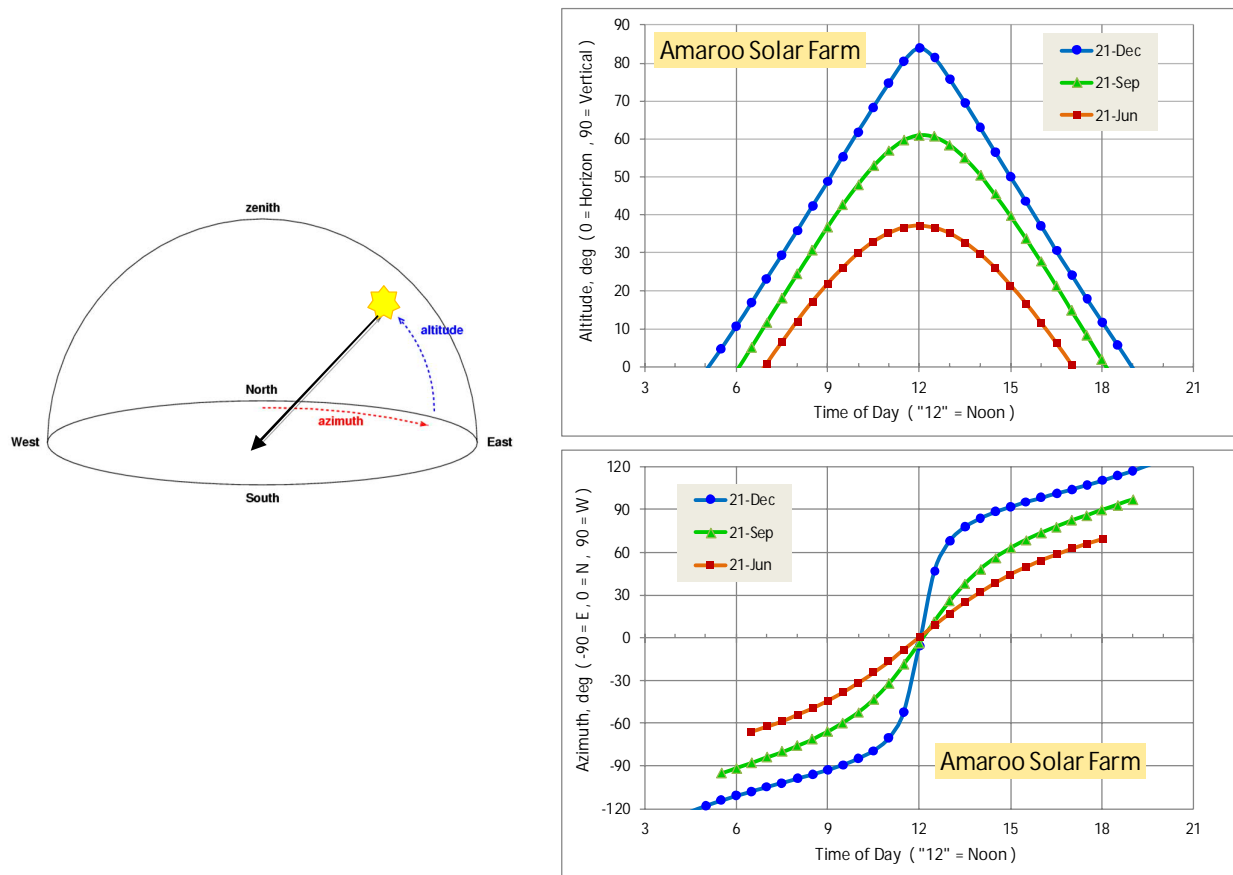 zenith
altitude
North
azimuth
West
East
South
Amaroo Solar Farm
21-Dec
21-Sep
21-Jun
Altitude, deg ( 0 = Horizon , 90 = Vertical )
90
80
70
60
50
40
30
20
10
0
3 6 9 12 15 18 21
Time of Day ( "12" = Noon )
21-Dec
21-Sep
21-Jun
Amaroo Solar Farm
Azimuth, deg ( -90 = E , 0 = N , 90 = W )
120
90
60
30
0
-30
-60
-90
-120
3 6 9 12 15 18 21
Time of Day ( "12" = Noon )